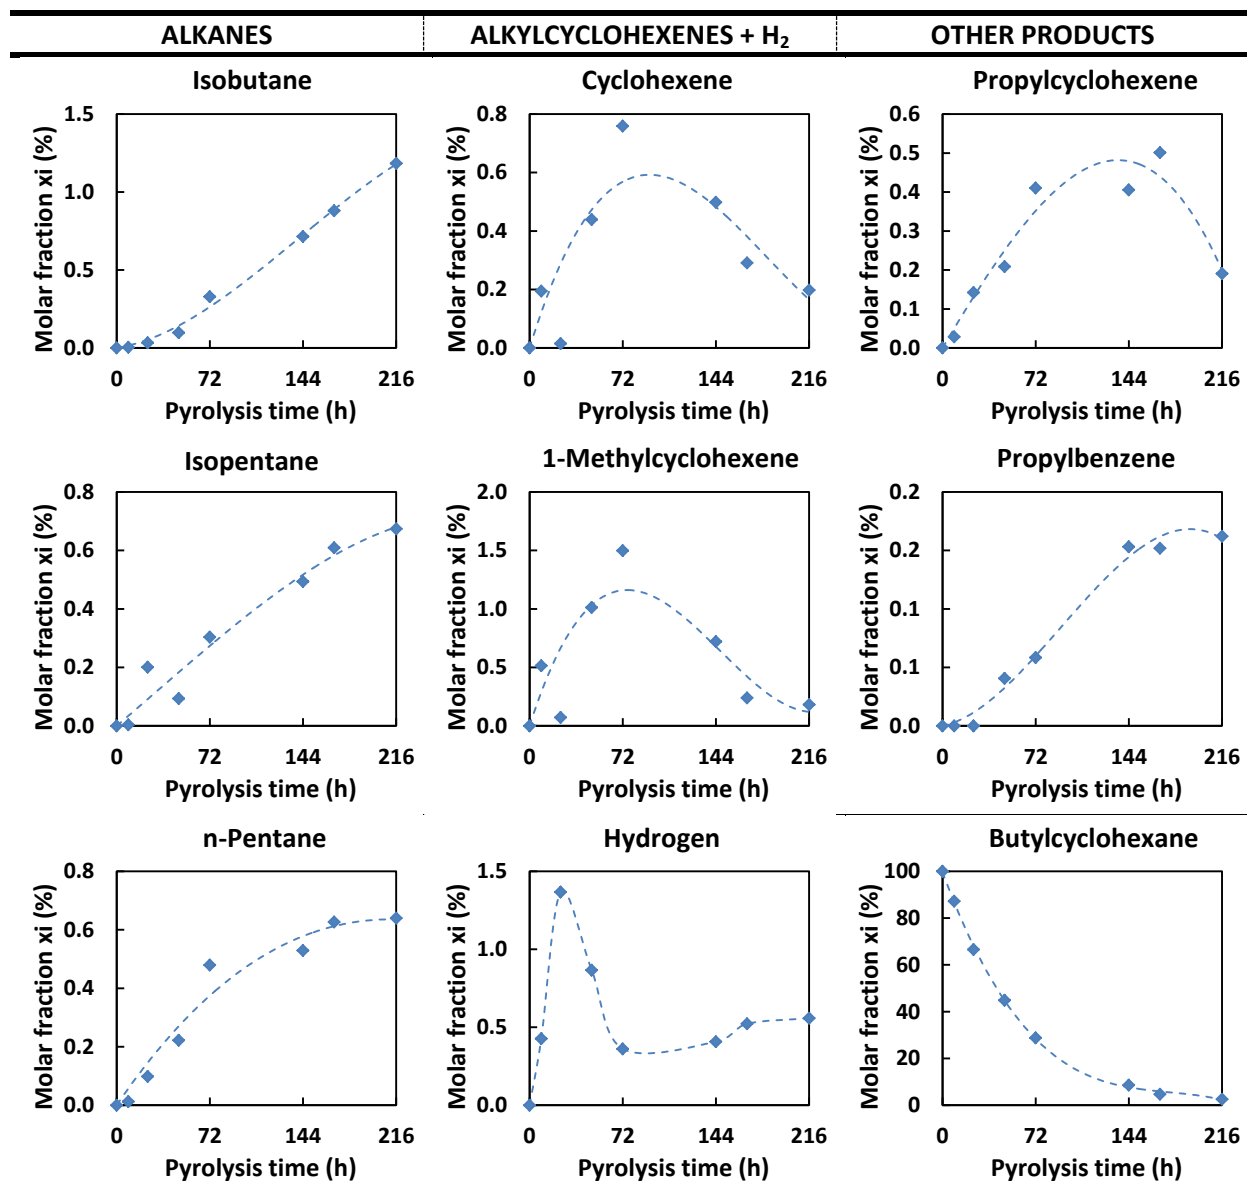 ALKANES
ALKYLCYCLOHEXENES + H₂
OTHER PRODUCTS
Isobutane
Molar fraction xi (%)
1.5
1.0
0.5
0.0
0 72 144 216
Pyrolysis time (h)
Cyclohexene
Molar fraction xi (%)
0.8
0.6
0.4
0.2
0.0
0 72 144 216
Pyrolysis time (h)
Propylcyclohexene
Molar fraction xi (%)
0.6
0.5
0.4
0.3
0.2
0.1
0.0
0 72 144 216
Pyrolysis time (h)
Isopentane
Molar fraction xi (%)
0.8
0.6
0.4
0.2
0.0
0 72 144 216
Pyrolysis time (h)
1-Methylcyclohexene
Molar fraction xi (%)
2.0
1.5
1.0
0.5
0.0
0 72 144 216
Pyrolysis time (h)
Propylbenzene
Molar fraction xi (%)
0.2
0.2
0.1
0.1
0.0
0 72 144 216
Pyrolysis time (h)
n-Pentane
Molar fraction xi (%)
0.8
0.6
0.4
0.2
0.0
0 72 144 216
Pyrolysis time (h)
Hydrogen
Molar fraction xi (%)
1.5
1.0
0.5
0.0
0 72 144 216
Pyrolysis time (h)
Butylcyclohexane
Molar fraction xi (%)
100
80
60
40
20
0
0 72 144 216
Pyrolysis time (h)